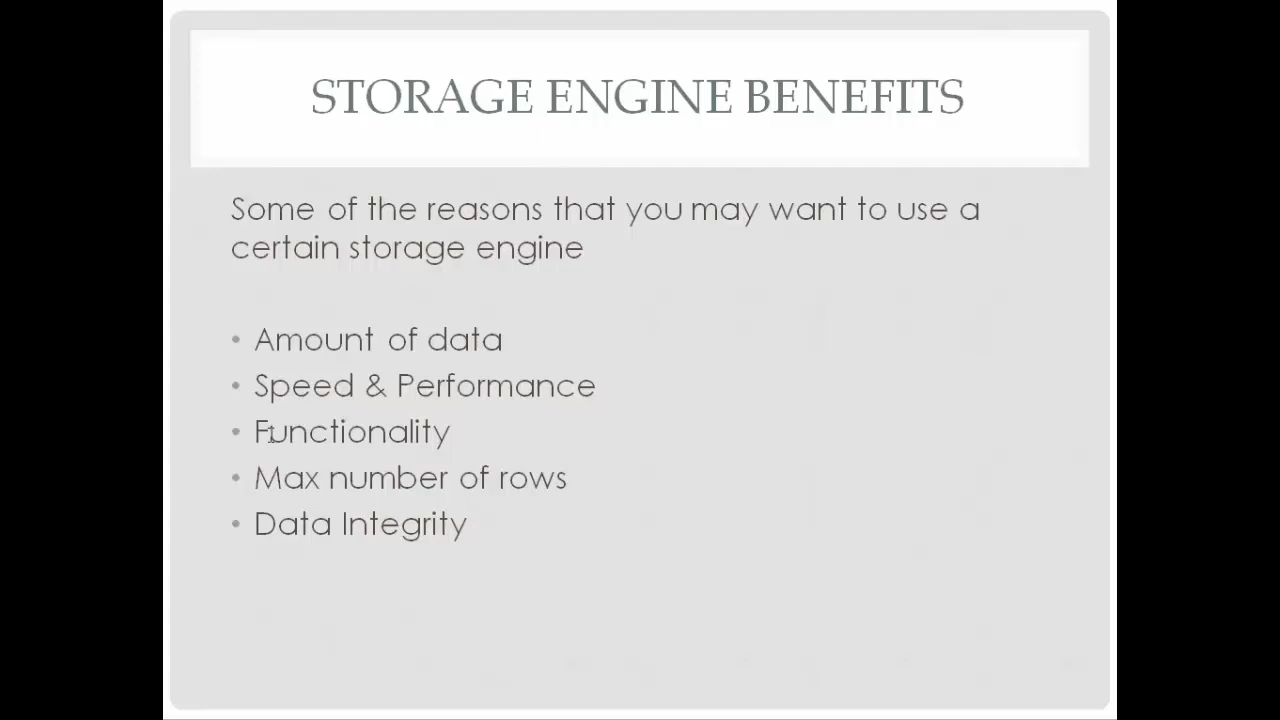 STORAGE ENGINE BENEFITS
Some of the reasons that you may want to use a
certain storage engine
• Amount of data
• Speed & Performance
• Functionality
• Max number of rows
• Data Integrity